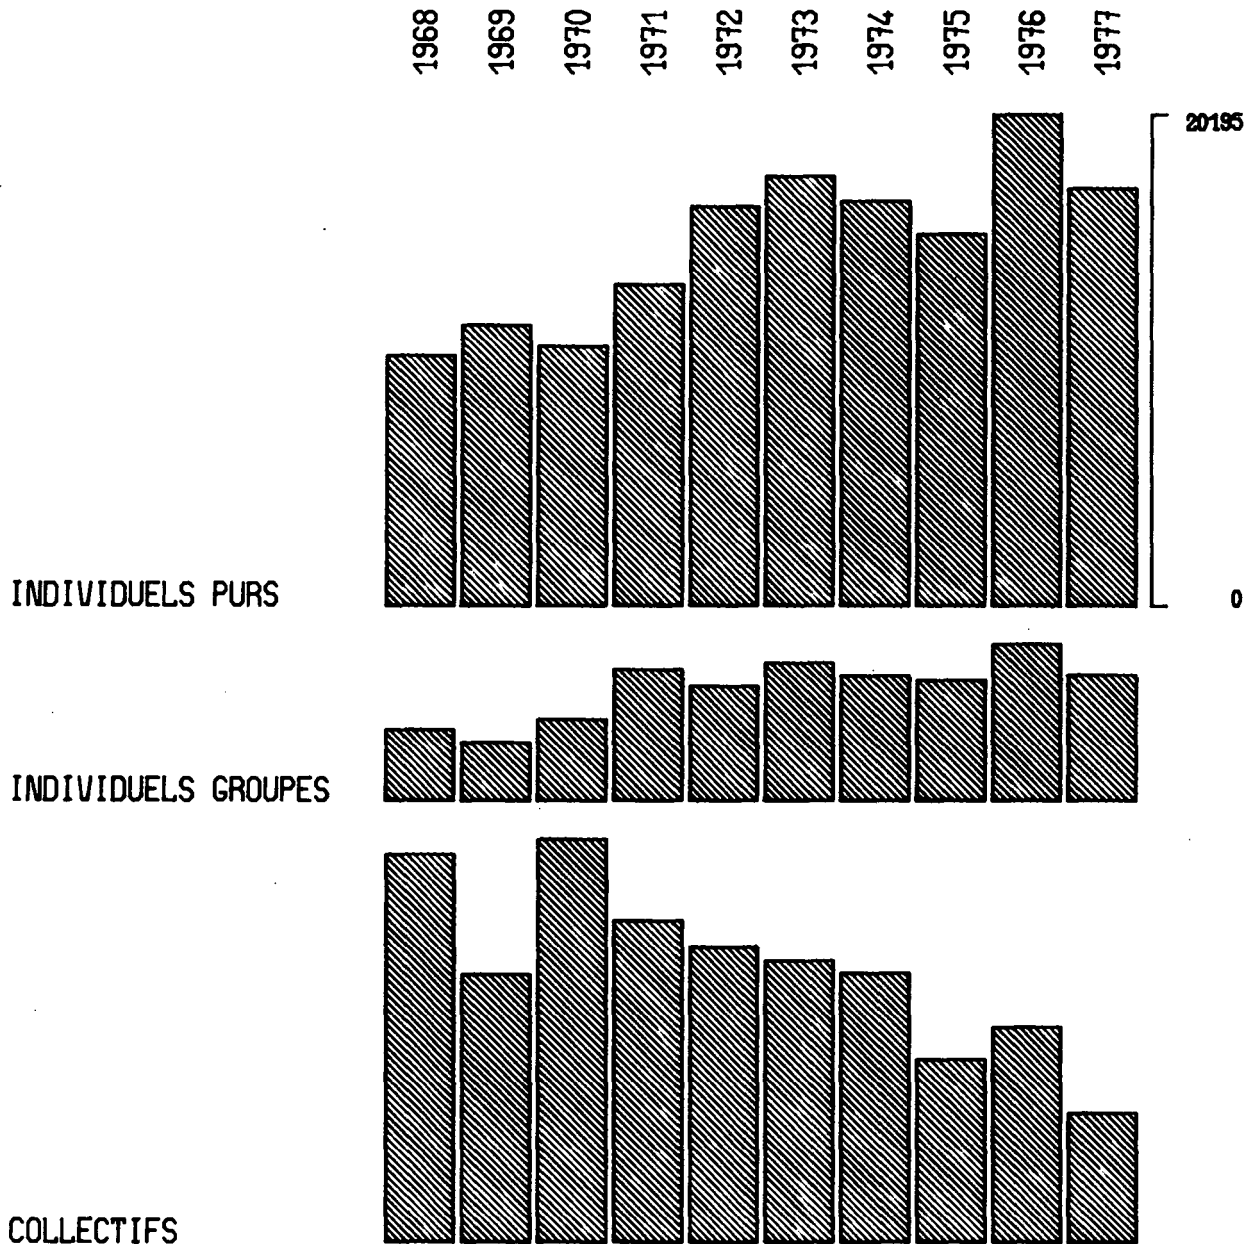 1968 1969 1970 1971 1972 1973 1974 1975 1976 1977
20195
INDIVIDUELS PURS
0
INDIVIDUELS GROUPES
COLLECTIFS